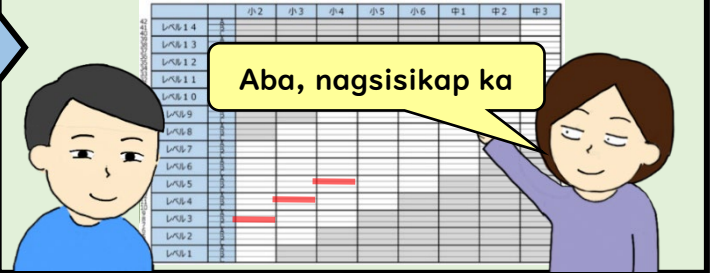 小2 小3 小4 小5 小6 中1 中2 中3
レベル14
レベル13
レベル12
レベル11
レベル10
レベル9
レベル8
レベル7
レベル6
レベル5
レベル4
レベル3
レベル2
レベル1
Aba, nagsisikap ka